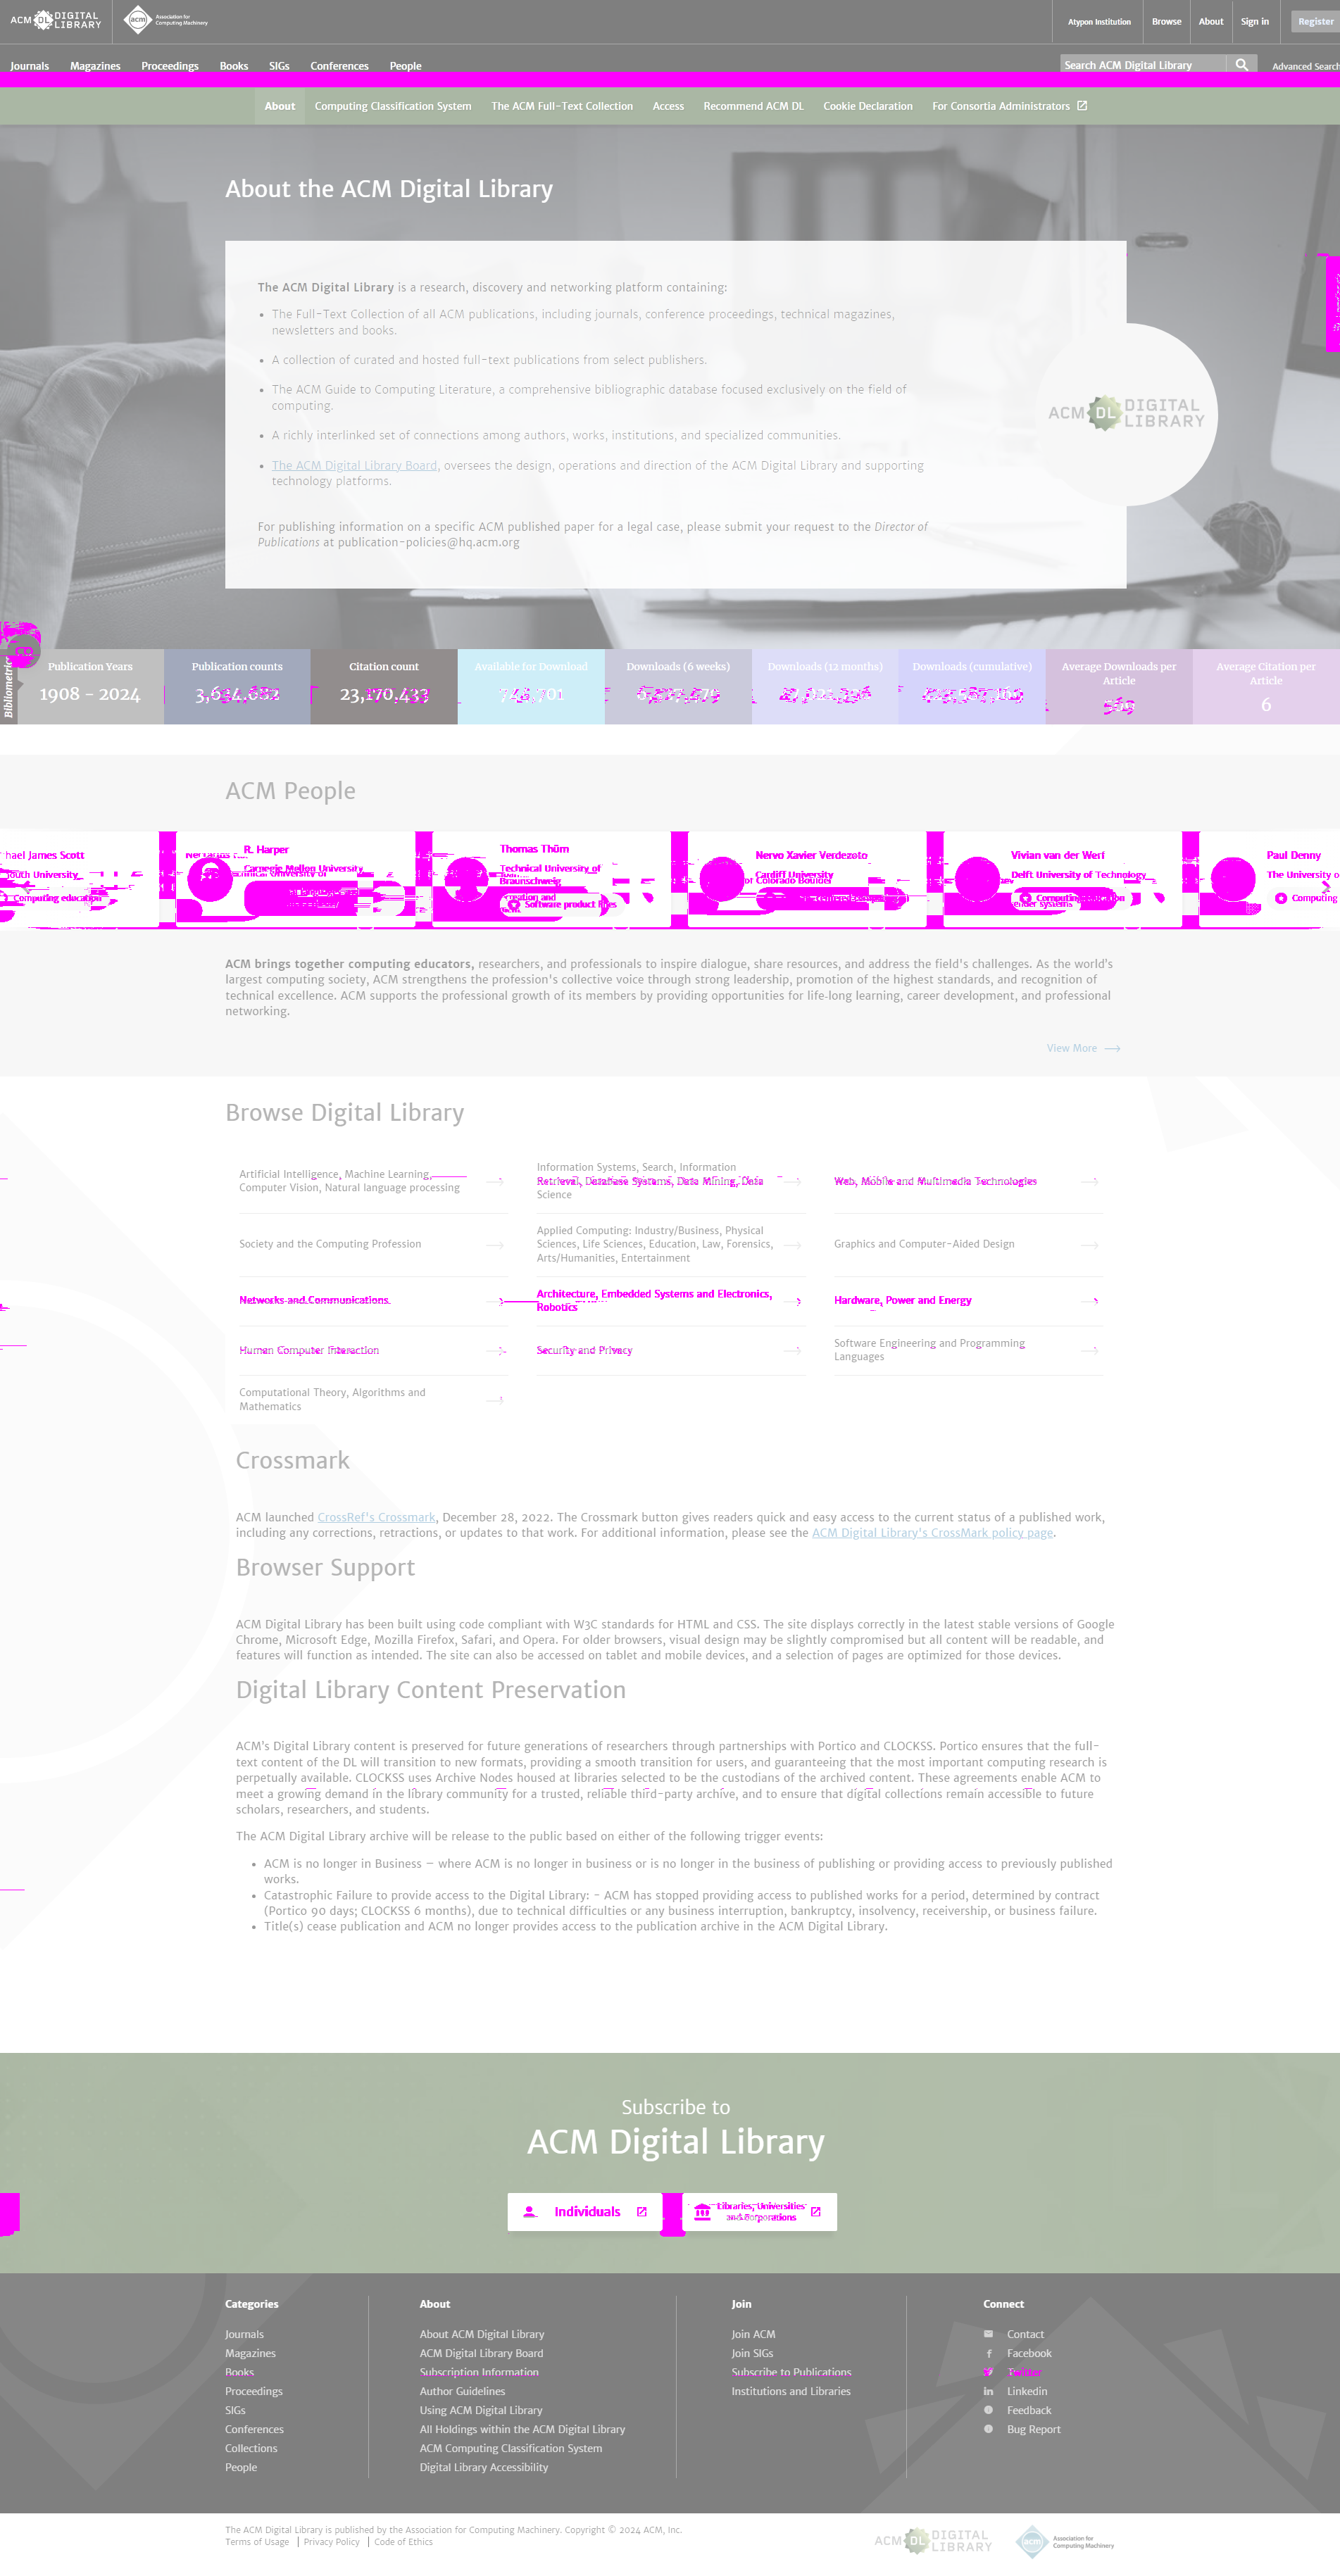 ACM DL DIGITAL LIBRARY
acm Association for Computing Machinery
Atypon Institution Browse About Sign in Register
Journals Magazines Proceedings Books SIGs Conferences People
Search ACM Digital Library Advanced Search
About Computing Classification System The ACM Full-Text Collection Access Recommend ACM DL Cookie Declaration For Consortia Administrators
About the ACM Digital Library
The ACM Digital Library is a research, discovery and networking platform containing:
• The Full-Text Collection of all ACM publications, including journals, conference proceedings, technical magazines,
newsletters and books.
• A collection of curated and hosted full-text publications from select publishers.
• The ACM Guide to Computing Literature, a comprehensive bibliographic database focused exclusively on the field of
computing.
• A richly interlinked set of connections among authors, works, institutions, and specialized communities.
• The ACM Digital Library Board, oversees the design, operations and direction of the ACM Digital Library and supporting
technology platforms.
ACM DL DIGITAL LIBRARY
For publishing information on a specific ACM published paper for a legal case, please submit your request to the Director of
Publications at publication-policies@hq.acm.org
Bibliometrics
Publication Years
1908 - 2024
Publication counts
Citation count
Available for Download
Downloads (6 weeks)
Downloads (12 months)
Downloads (cumulative)
Average Downloads per
Article
Average Citation per
Article
6
ACM People
hael James Scott
outh University
Computing education
R. Harper
Carnegie Mellon University
Thomas Thüm
Technical University of
Braunschweig
Software product lines
Nervo Xavier Verdezoto
Cardiff University
Vivian van der Werf
Delft University of Technology
Computing education
Paul Denny
The University o
Computing
ACM brings together computing educators, researchers, and professionals to inspire dialogue, share resources, and address the field's challenges. As the world's
largest computing society, ACM strengthens the profession's collective voice through strong leadership, promotion of the highest standards, and recognition of
technical excellence. ACM supports the professional growth of its members by providing opportunities for life-long learning, career development, and professional
networking.
View More
Browse Digital Library
Artificial Intelligence, Machine Learning,
Computer Vision, Natural language processing
Information Systems, Search, Information
Retrieval, Database Systems, Data Mining, Data
Science
Web, Mobile and Multimedia Technologies
Society and the Computing Profession
Applied Computing: Industry/Business, Physical
Sciences, Life Sciences, Education, Law, Forensics,
Arts/Humanities, Entertainment
Graphics and Computer-Aided Design
Networks and Communications
Architecture, Embedded Systems and Electronics,
Robotics
Hardware, Power and Energy
Human Computer Interaction
Security and Privacy
Software Engineering and Programming
Languages
Computational Theory, Algorithms and
Mathematics
Crossmark
ACM launched CrossRef's Crossmark, December 28, 2022. The Crossmark button gives readers quick and easy access to the current status of a published work,
including any corrections, retractions, or updates to that work. For additional information, please see the ACM Digital Library's CrossMark policy page.
Browser Support
ACM Digital Library has been built using code compliant with W3C standards for HTML and CSS. The site displays correctly in the latest stable versions of Google
Chrome, Microsoft Edge, Mozilla Firefox, Safari, and Opera. For older browsers, visual design may be slightly compromised but all content will be readable, and
features will function as intended. The site can also be accessed on tablet and mobile devices, and a selection of pages are optimized for those devices.
Digital Library Content Preservation
ACM's Digital Library content is preserved for future generations of researchers through partnerships with Portico and CLOCKSS. Portico ensures that the full-
text content of the DL will transition to new formats, providing a smooth transition for users, and guaranteeing that the most important computing research is
perpetually available. CLOCKSS uses Archive Nodes housed at libraries selected to be the custodians of the archived content. These agreements enable ACM to
meet a growing demand in the library community for a trusted, reliable third-party archive, and to ensure that digital collections remain accessible to future
scholars, researchers, and students.
The ACM Digital Library archive will be release to the public based on either of the following trigger events:
• ACM is no longer in Business – where ACM is no longer in business or is no longer in the business of publishing or providing access to previously published
works.
• Catastrophic Failure to provide access to the Digital Library: - ACM has stopped providing access to published works for a period, determined by contract
(Portico 90 days; CLOCKSS 6 months), due to technical difficulties or any business interruption, bankruptcy, insolvency, receivership, or business failure.
• Title(s) cease publication and ACM no longer provides access to the publication archive in the ACM Digital Library.
Subscribe to
ACM Digital Library
Individuals
Libraries, Universities
and Corporations
Categories
Journals
Magazines
Books
Proceedings
SIGs
Conferences
Collections
People
About
About ACM Digital Library
ACM Digital Library Board
Subscription Information
Author Guidelines
Using ACM Digital Library
All Holdings within the ACM Digital Library
ACM Computing Classification System
Digital Library Accessibility
Join
Join ACM
Join SIGs
Subscribe to Publications
Institutions and Libraries
Connect
Contact
Facebook
Twitter
Linkedin
Feedback
Bug Report
The ACM Digital Library is published by the Association for Computing Machinery. Copyright © 2024 ACM, Inc.
Terms of Usage | Privacy Policy | Code of Ethics
ACM DL DIGITAL LIBRARY
acm Association for Computing Machinery